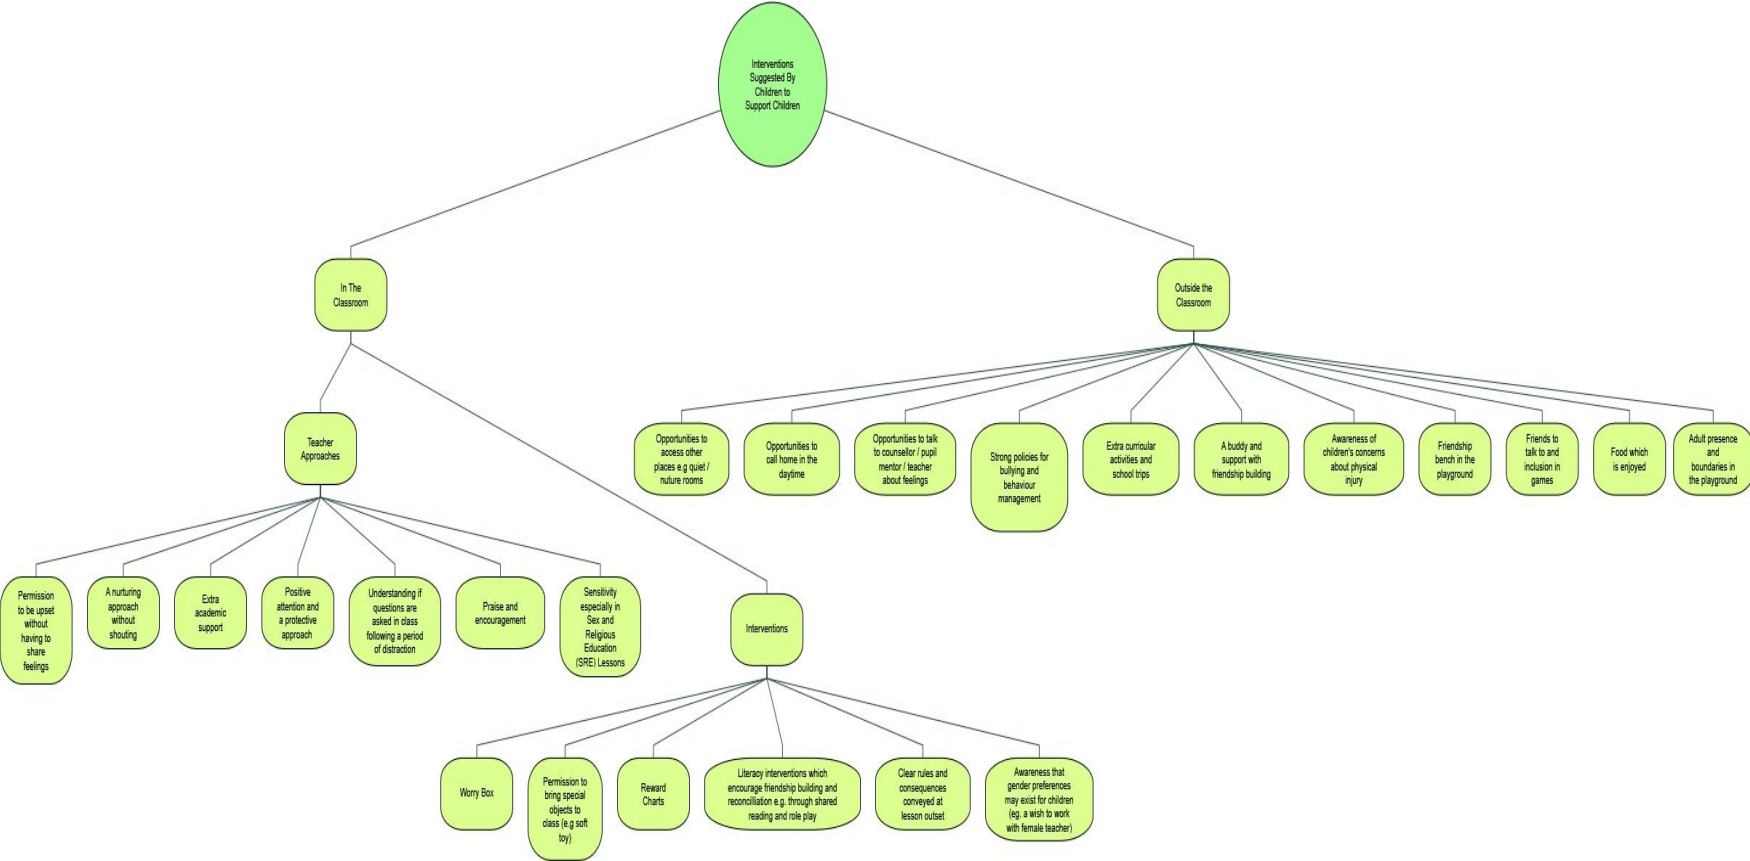 Interventions
Suggested By
Children to
Support Children
In The
Classroom
Outside the
Classroom
Teacher
Approaches
Opportunities to
access other
places e.g quiet /
nuture rooms
Opportunities to
call home in the
daytime
Opportunities to talk
to counsellor / pupil
mentor / teacher
about feelings
Strong policies for
bullying and
behaviour
management
Extra curricular
activities and
school trips
A buddy and
support with
friendship building
Awareness of
children's concerns
about physical
injury
Friendship
bench in the
playground
Friends to
talk to and
inclusion in
games
Food which
is enjoyed
Adult presence
and
boundaries in
the playground
Permission
to be upset
without
having to
share
feelings
A nurturing
approach
without
shouting
Extra
academic
support
Positive
attention and
a protective
approach
Understanding if
questions are
asked in class
following a period
of distraction
Praise and
encouragement
Sensitivity
especially in
Sex and
Religious
Education
(SRE) Lessons
Interventions
Worry Box
Permission to
bring special
objects to
class (e.g soft
toy)
Reward
Charts
Literacy interventions which
encourage friendship building and
reconcilliation e.g. through shared
reading and role play
Clear rules and
consequences
conveyed at
lesson outset
Awareness that
gender preferences
may exist for children
(eg. a wish to work
with female teacher)